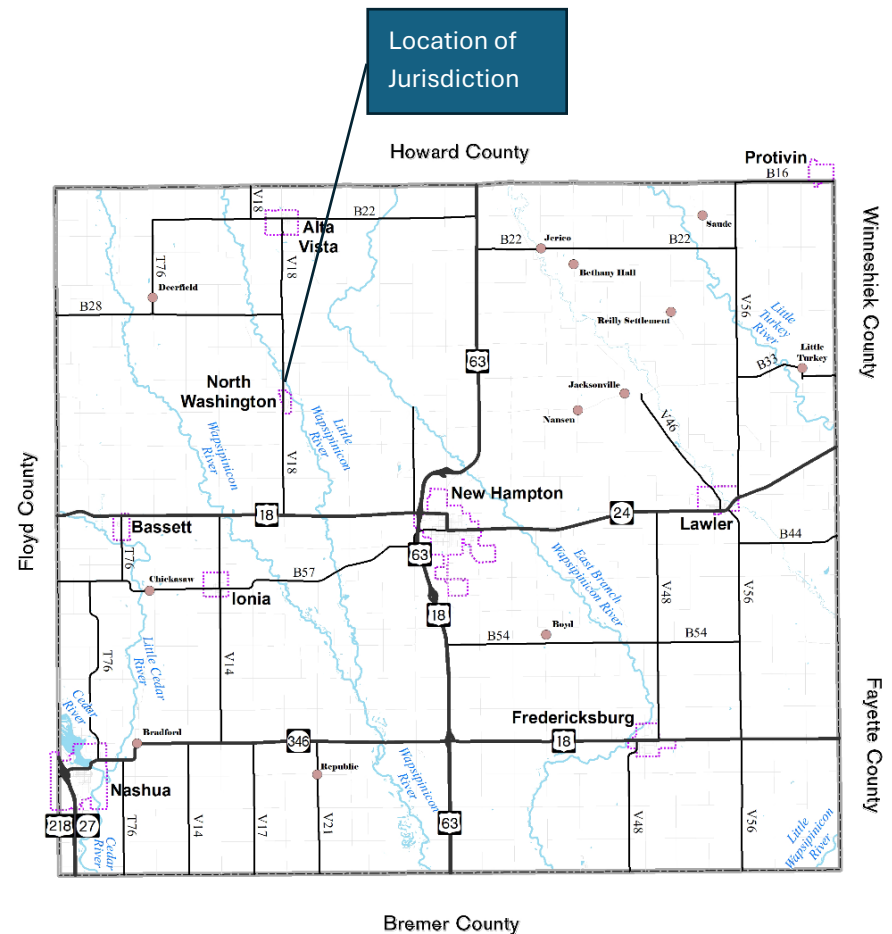 Location of
Jurisdiction
Howard County
Protivin
B16
V18
B22
Alta
Vista
Saude
Jerico
B22
B22
Winneshiek County
T76
V18
Bethany Hall
Deerfield
B28
V56
Little
Turkey
River
Reilly Settlement
Little
Turkey
B33
63
North
Washington
Jacksonville
Nansen
V46
Wapsipinicon
River
Little
Wapsipinicon
River
V18
Floyd County
New Hampton
18
24
Lawler
Bassett
T76
63
B44
East Branch
Wapsipinicon River
Chickasaw
B57
Ionia
V48
V56
18
Boyd
B54
B54
T76
Little Cedar
River
V14
Cedar
River
Fayette County
Fredericksburg
Bradford
346
18
Republic
Wapsipinicon
River
Nashua
218
27
Cedar
River
T76
V14
V17
V21
63
V48
V56
Little
Wapsipinicon
River
Bremer County